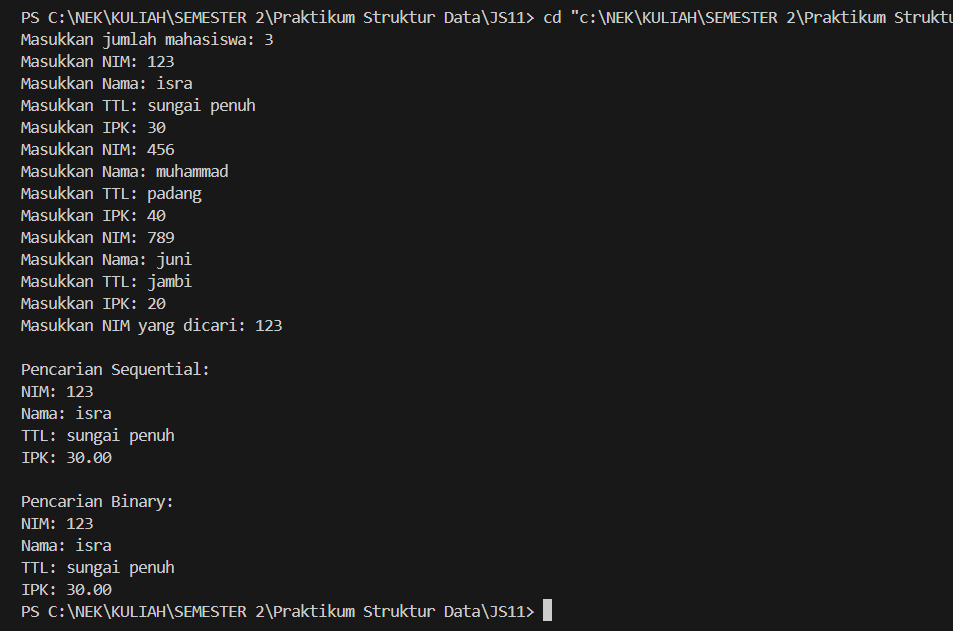 PS C:\NEK\KULIAH\SEMESTER 2\Praktikum Struktur Data\JS11> cd "c:\NEK\KULIAH\SEMESTER 2\Praktikum Struktu
Masukkan jumlah mahasiswa: 3
Masukkan NIM: 123
Masukkan Nama: isra
Masukkan TTL: sungai penuh
Masukkan IPK: 30
Masukkan NIM: 456
Masukkan Nama: muhammad
Masukkan TTL: padang
Masukkan IPK: 40
Masukkan NIM: 789
Masukkan Nama: juni
Masukkan TTL: jambi
Masukkan IPK: 20
Masukkan NIM yang dicari: 123
Pencarian Sequential:
NIM: 123
Nama: isra
TTL: sungai penuh
IPK: 30.00
Pencarian Binary:
NIM: 123
Nama: isra
TTL: sungai penuh
IPK: 30.00
PS C:\NEK\KULIAH\SEMESTER 2\Praktikum Struktur Data\JS11>